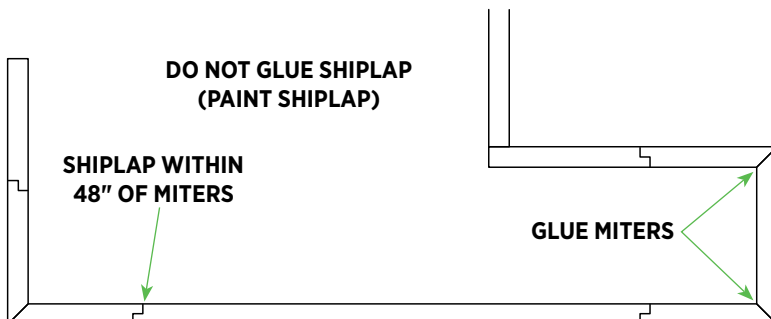 DO NOT GLUE SHIPLAP
(PAINT SHIPLAP)
SHIPLAP WITHIN
48" OF MITERS
GLUE MITERS